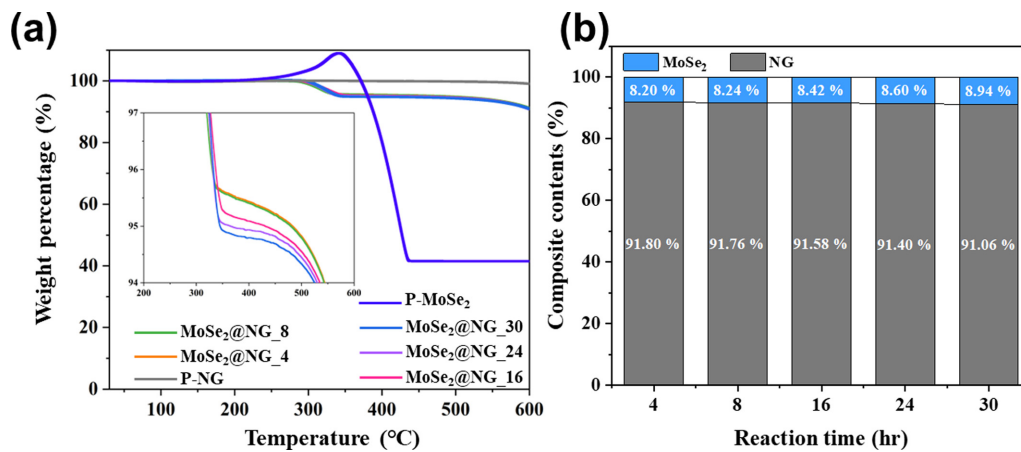 (a)
Weight percentage (%)
100
80
60
40
20
0
97
96
95
94
200
300
400
500
600
P-MoSe₂
MoSe₂@NG_8
MoSe₂@NG_30
MoSe₂@NG_4
MoSe₂@NG_24
P-NG
MoSe₂@NG_16
100
200
300
400
500
600
Temperature (°C)
(b)
MoSe₂ NG
Composite contents (%)
100
80
60
40
20
0
8.20 % 8.24 % 8.42 % 8.60 % 8.94 %
91.80 % 91.76 % 91.58 % 91.40 % 91.06 %
4 8 16 24 30
Reaction time (hr)